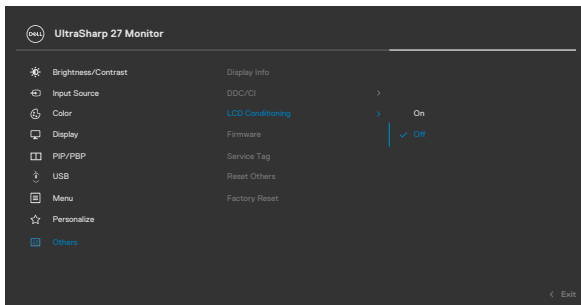 DELL UltraSharp 27 Monitor
Brightness/Contrast Display Info
Input Source DDC/CI >
Color LCD Conditioning > On
Display Firmware ✓ Off
PIP/PBP Service Tag
USB Reset Others
Menu Factory Reset
Personalize
Others
< Exit